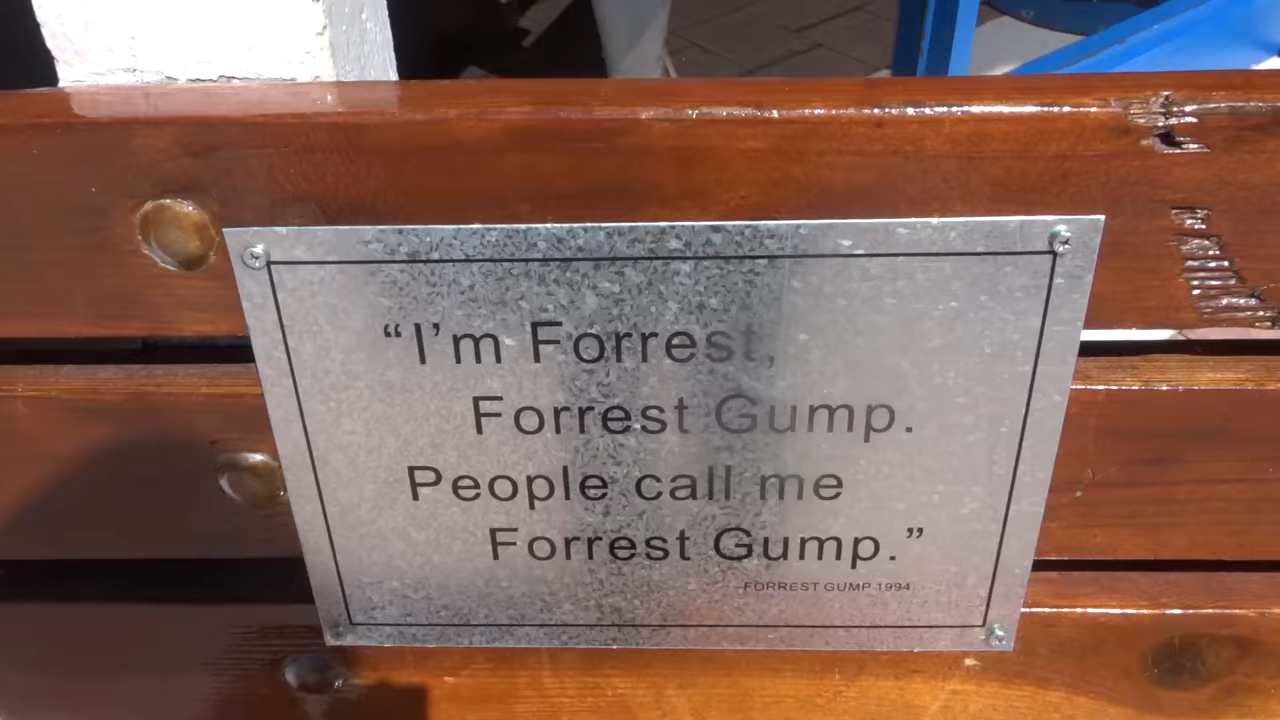 “I’m Forrest,
Forrest Gump.
People call me
Forrest Gump.”
-FORREST GUMP 1994